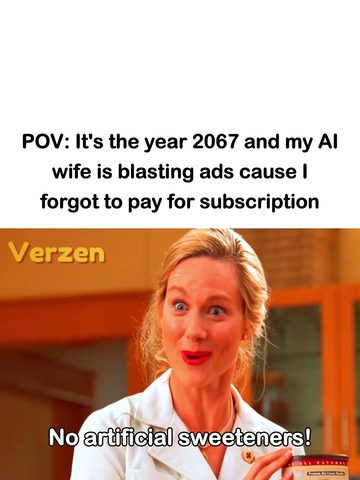 POV: It's the year 2067 and my AI
wife is blasting ads cause I
forgot to pay for subscription
Verzen
No artificial sweeteners!